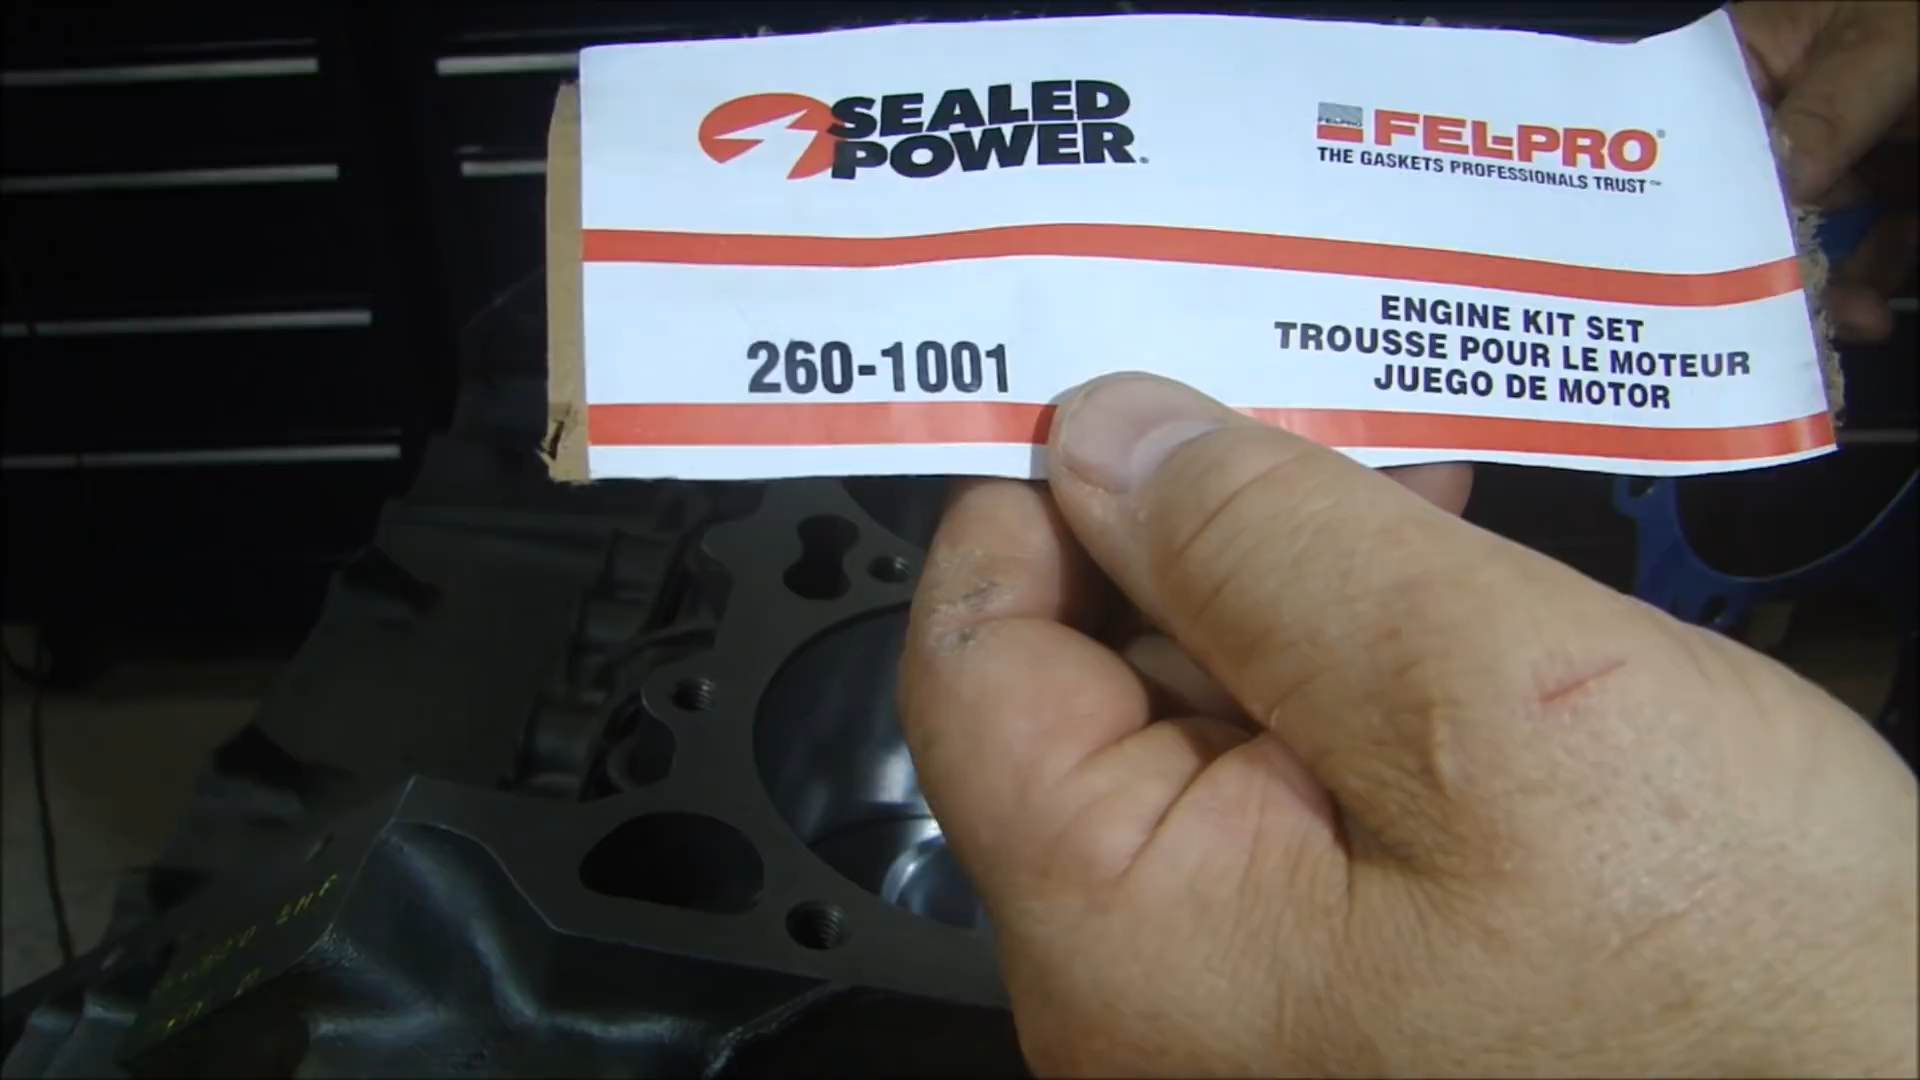 SEALED
POWER.
FEL-PRO®
THE GASKETS PROFESSIONALS TRUST™
260-1001
ENGINE KIT SET
TROUSSE POUR LE MOTEUR
JUEGO DE MOTOR